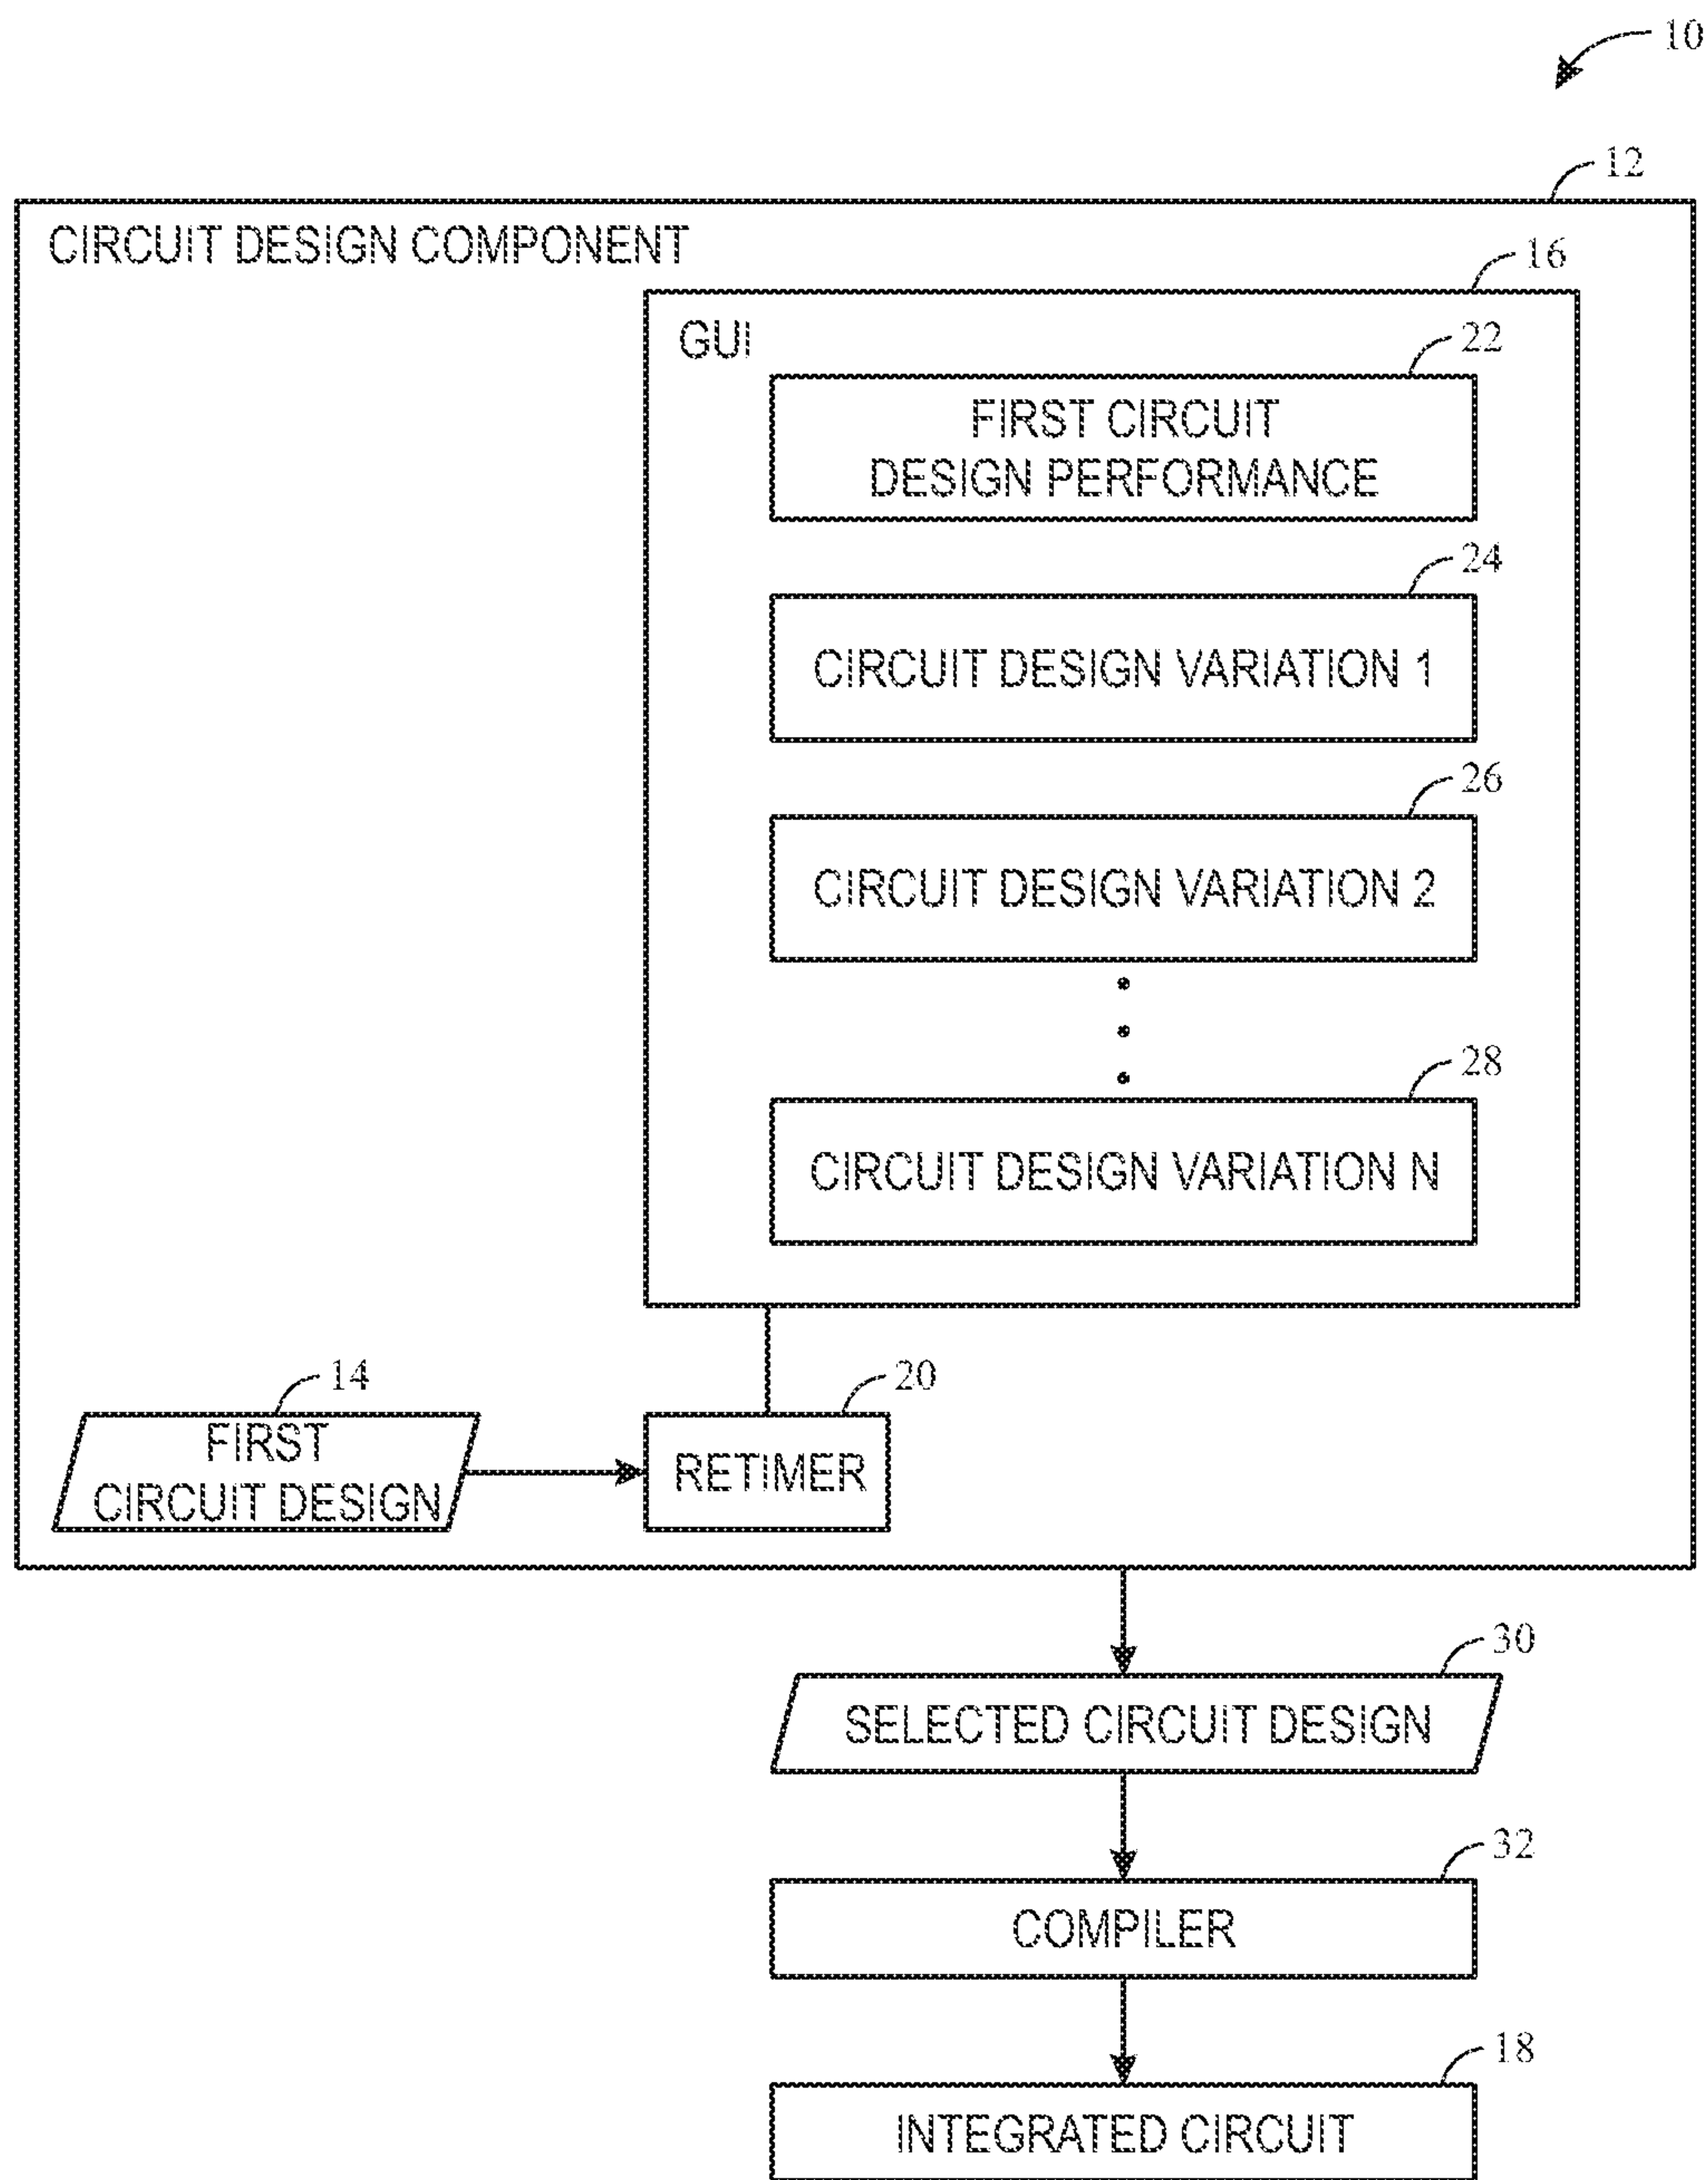 10
12
CIRCUIT DESIGN COMPONENT
16
GUI
22
FIRST CIRCUIT
DESIGN PERFORMANCE
24
CIRCUIT DESIGN VARIATION 1
26
CIRCUIT DESIGN VARIATION 2
28
CIRCUIT DESIGN VARIATION N
14
FIRST
CIRCUIT DESIGN
20
RETIMER
30
SELECTED CIRCUIT DESIGN
32
COMPILER
18
INTEGRATED CIRCUIT